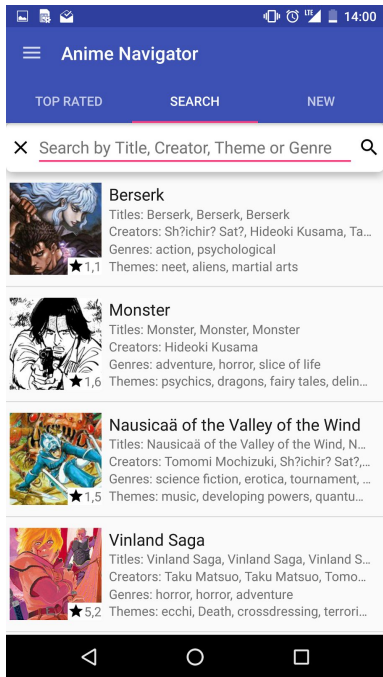 LTE 14:00
Anime Navigator
TOP RATED SEARCH NEW
Search by Title, Creator, Theme or Genre
Berserk
Titles: Berserk, Berserk, Berserk
Creators: Sh?ichir? Sat?, Hideoki Kusama, Ta...
Genres: action, psychological
1,1 Themes: neet, aliens, martial arts
Monster
Titles: Monster, Monster, Monster
Creators: Hideoki Kusama
Genres: adventure, horror, slice of life
1,6 Themes: psychics, dragons, fairy tales, delin...
Nausicaä of the Valley of the Wind
Titles: Nausicaä of the Valley of the Wind, N...
Creators: Tomomi Mochizuki, Sh?ichir? Sat?,...
Genres: science fiction, erotica, tournament, ...
1,5 Themes: music, developing powers, quantu...
Vinland Saga
Titles: Vinland Saga, Vinland Saga, Vinland S...
Creators: Taku Matsuo, Taku Matsuo, Tomo...
Genres: horror, horror, adventure
5,2 Themes: ecchi, Death, crossdressing, terrori...